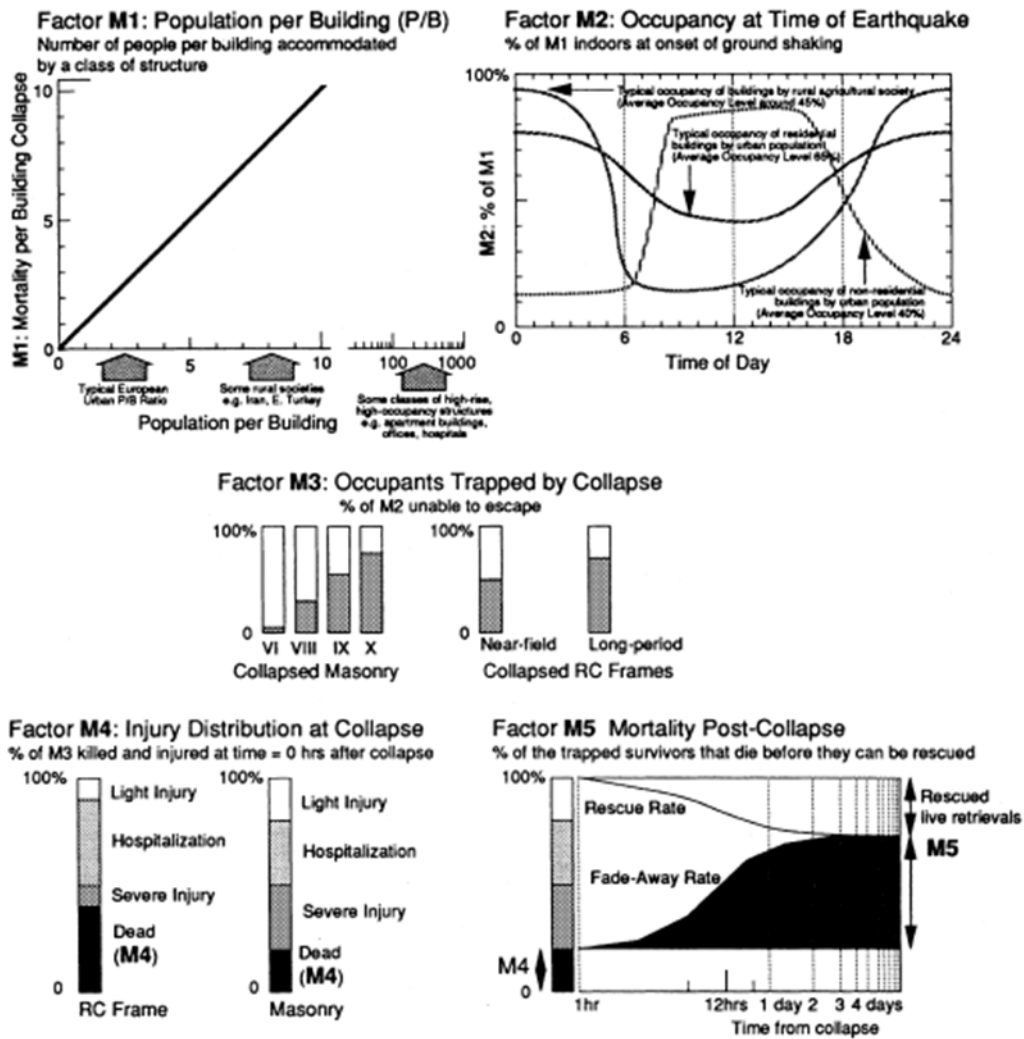 Factor M1: Population per Building (P/B)
Number of people per building accommodated
by a class of structure
M1: Mortality per Building Collapse
10
5
0
0
5
10
100
1000
Typical European
Urban P/B Ratio
Some rural societies
e.g. Iran, E. Turkey
Some classes of high-rise,
high-occupancy structures
e.g. apartment buildings,
offices, hospitals
Population per Building
Factor M2: Occupancy at Time of Earthquake
% of M1 indoors at onset of ground shaking
100%
M2: % of M1
0
Typical occupancy of buildings by rural agricultural society
(Average Occupancy Level around 45%)
Typical occupancy of residential
buildings by urban population
(Average Occupancy Level 65%)
Typical occupancy of non-residential
buildings by urban population
(Average Occupancy Level 40%)
0
6
12
18
24
Time of Day
Factor M3: Occupants Trapped by Collapse
% of M2 unable to escape
100%
0
VI
VIII
IX
X
Collapsed Masonry
100%
0
Near-field
Long-period
Collapsed RC Frames
Factor M4: Injury Distribution at Collapse
% of M3 killed and injured at time = 0 hrs after collapse
100%
Light Injury
Hospitalization
Severe Injury
Dead
(M4)
0
RC Frame
100%
Light Injury
Hospitalization
Severe Injury
Dead
(M4)
0
Masonry
Factor M5 Mortality Post-Collapse
% of the trapped survivors that die before they can be rescued
100%
Rescue Rate
Fade-Away Rate
Rescued
live retrievals
M5
M4
0
1hr
12hrs
1 day
2
3
4 days
Time from collapse